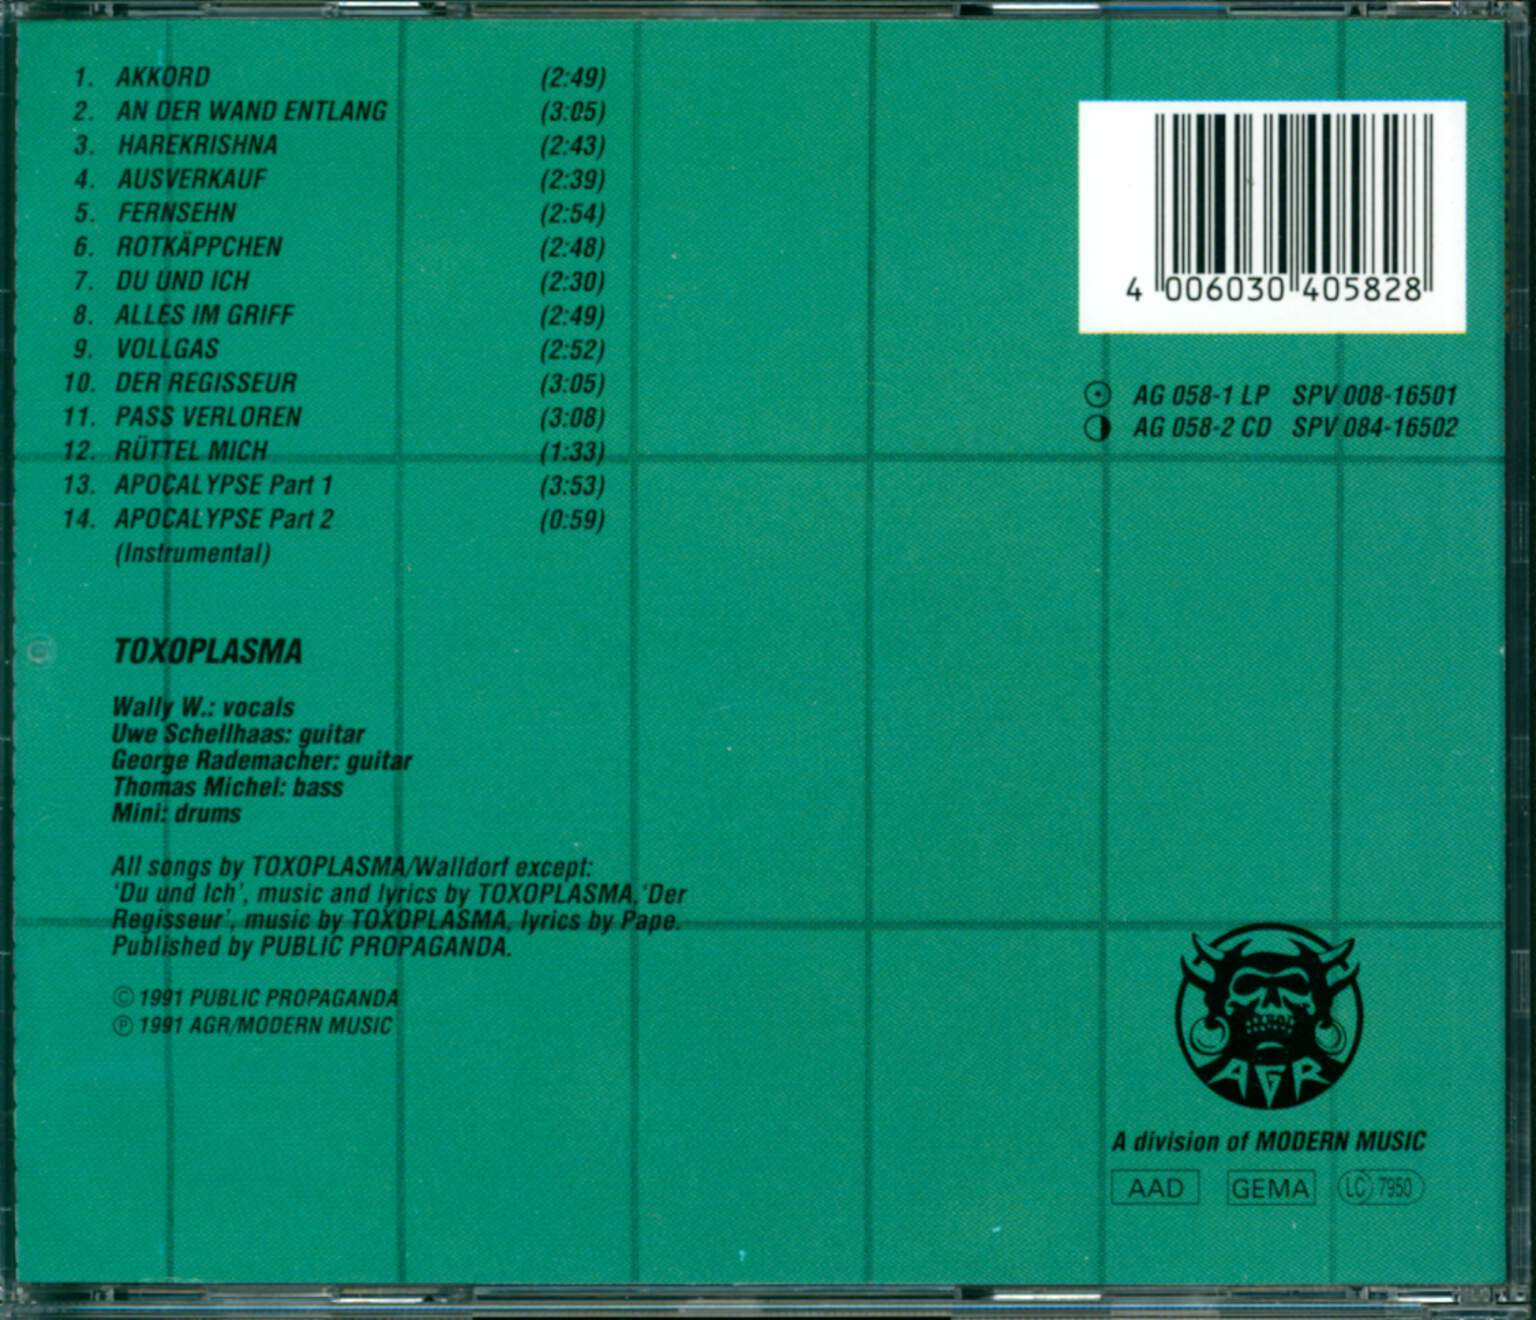 1. AKKORD (2:49)
2. AN DER WAND ENTLANG (3:05)
3. HAREKRISHNA (2:43)
4. AUSVERKAUF (2:39)
5. FERNSEHN (2:54)
6. ROTKÄPPCHEN (2:48)
7. DU UND ICH (2:30)
8. ALLES IM GRIFF (2:49)
9. VOLLGAS (2:52)
10. DER REGISSEUR (3:05)
11. PASS VERLOREN (3:08)
12. RÜTTEL MICH (1:33)
13. APOCALYPSE Part 1 (3:53)
14. APOCALYPSE Part 2 (0:59)
(Instrumental)
TOXOPLASMA
Wally W.: vocals
Uwe Schellhaas: guitar
George Rademacher: guitar
Thomas Michel: bass
Mini: drums
All songs by TOXOPLASMA/Walldorf except:
'Du und Ich', music and lyrics by TOXOPLASMA, 'Der
Regisseur', music by TOXOPLASMA, lyrics by Pape.
Published by PUBLIC PROPAGANDA.
© 1991 PUBLIC PROPAGANDA
℗ 1991 AGR/MODERN MUSIC
4 006030 405828
AG 058-1 LP SPV 008-16501
AG 058-2 CD SPV 084-16502
AGR
A division of MODERN MUSIC
AAD GEMA LC 7950